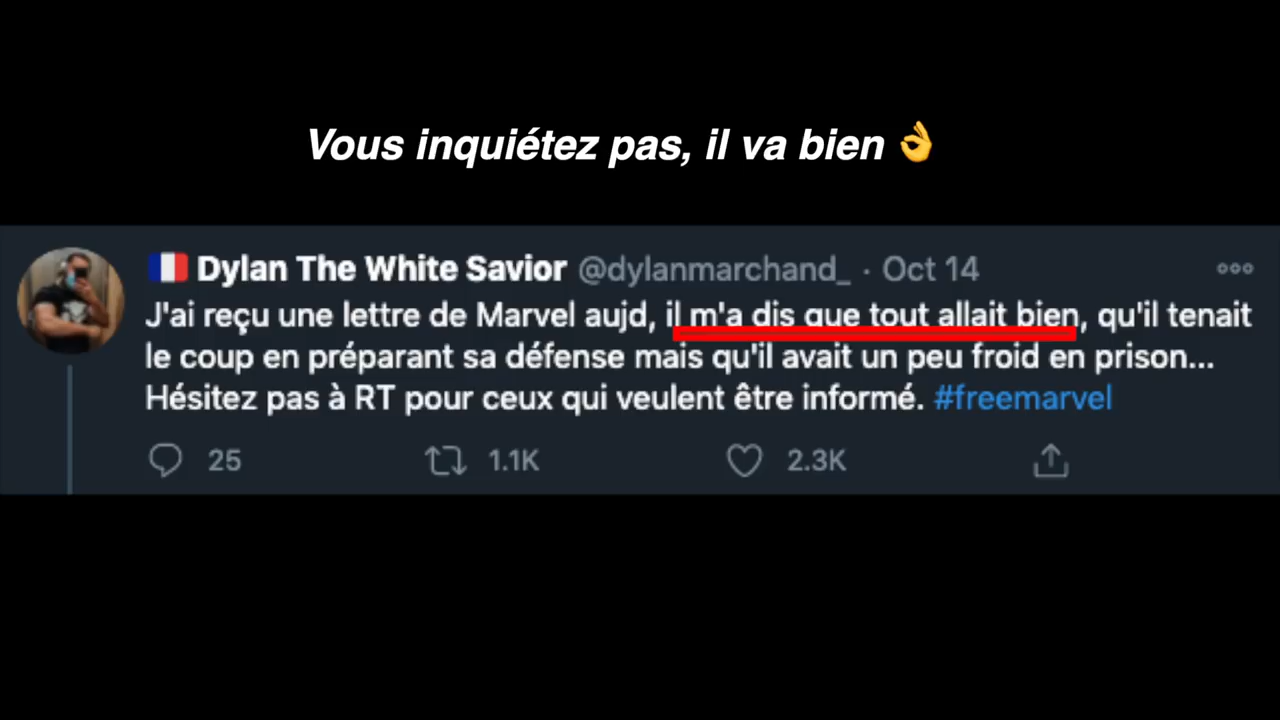 Vous inquiétez pas, il va bien 👌
🇫🇷 Dylan The White Savior @dylanmarchand_ · Oct 14
J'ai reçu une lettre de Marvel aujd, il m'a dis que tout allait bien, qu'il tenait
le coup en préparant sa défense mais qu'il avait un peu froid en prison...
Hésitez pas à RT pour ceux qui veulent être informé. #freemarvel
25 1.1K 2.3K